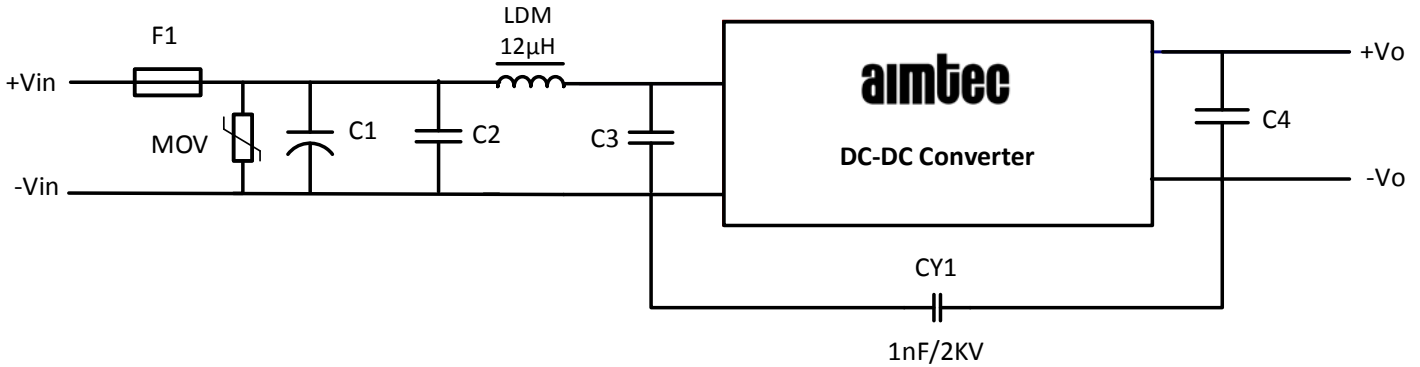 LDM
12µH
F1
+Vin
MOV
C1
C2
C3
-Vin
aimtec
DC-DC Converter
+Vo
C4
-Vo
CY1
1nF/2KV